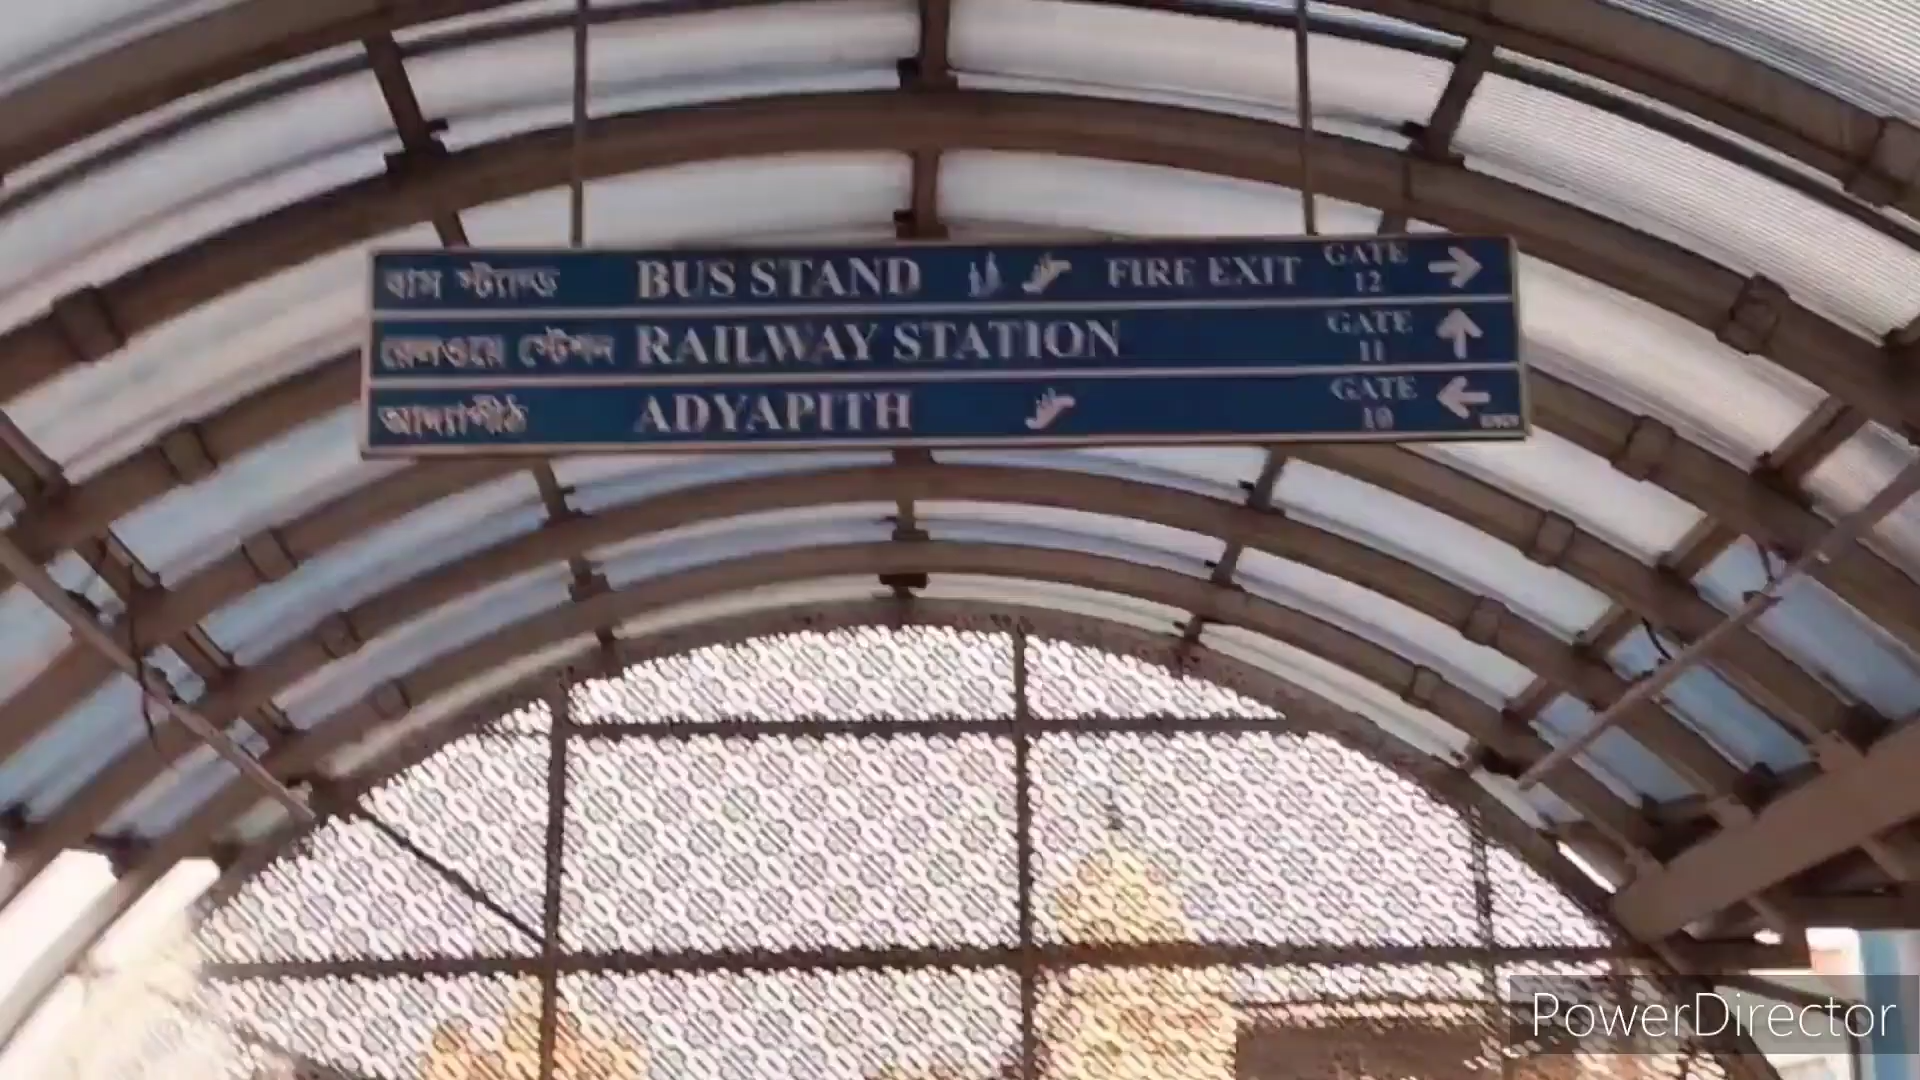 বাস স্ট্যান্ড BUS STAND FIRE EXIT GATE 12
রেলওয়ে স্টেশন RAILWAY STATION GATE 11
আদ্যাপীঠ ADYAPITH GATE 10
PowerDirector